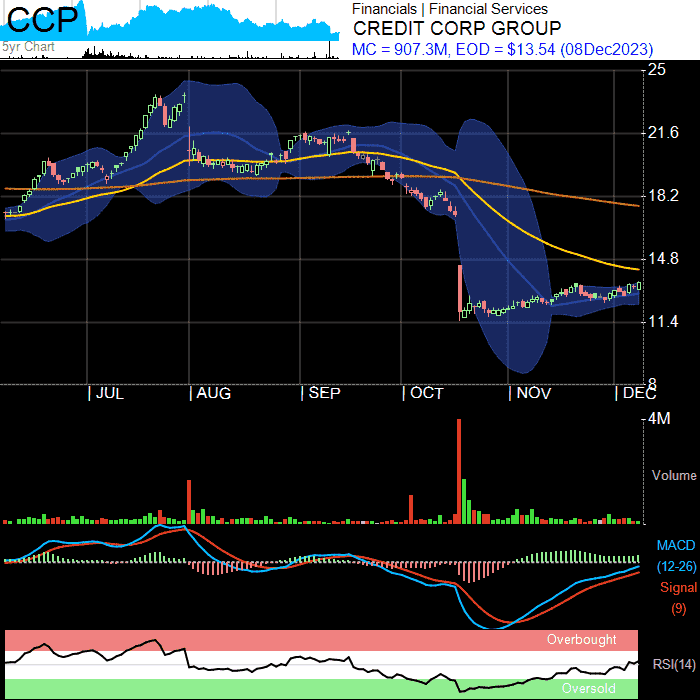 CCP
5yr Chart
Financials | Financial Services
CREDIT CORP GROUP
MC = 907.3M, EOD = $13.54 (08Dec2023)
25
21.6
18.2
14.8
11.4
8
| JUL | AUG | SEP | OCT | NOV | DEC
4M
Volume
MACD
(12-26)
Signal
(9)
Overbought
RSI(14)
Oversold